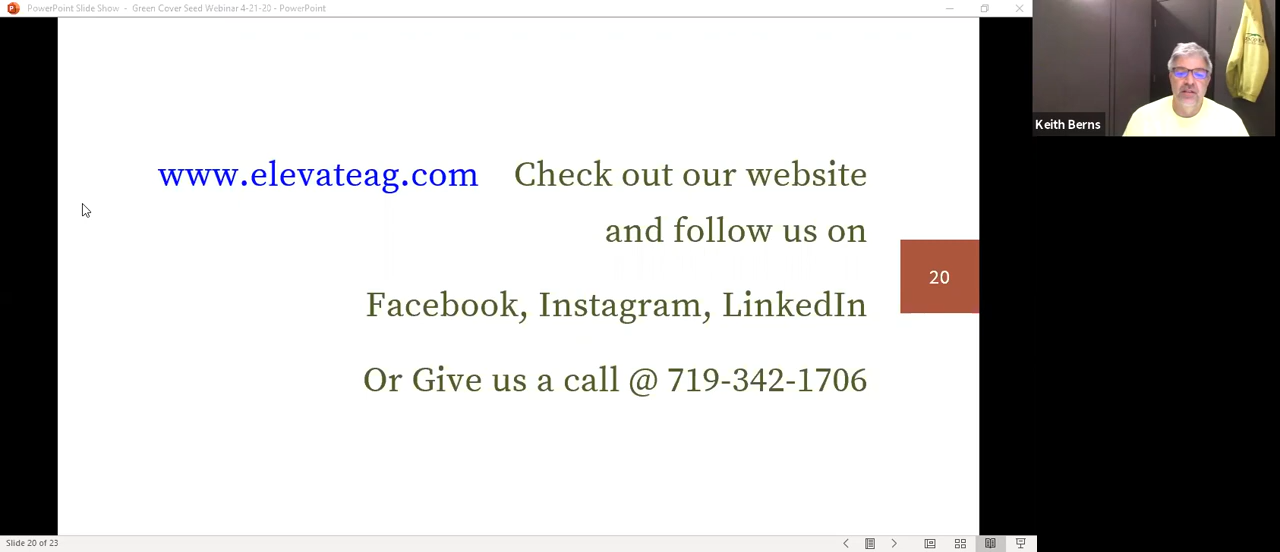 PowerPoint Slide Show - Green Cover Seed Webinar 4-21-20 - PowerPoint
Keith Berns
www.elevateag.com Check out our website
and follow us on
20
Facebook, Instagram, LinkedIn
Or Give us a call @ 719-342-1706
Slide 20 of 23